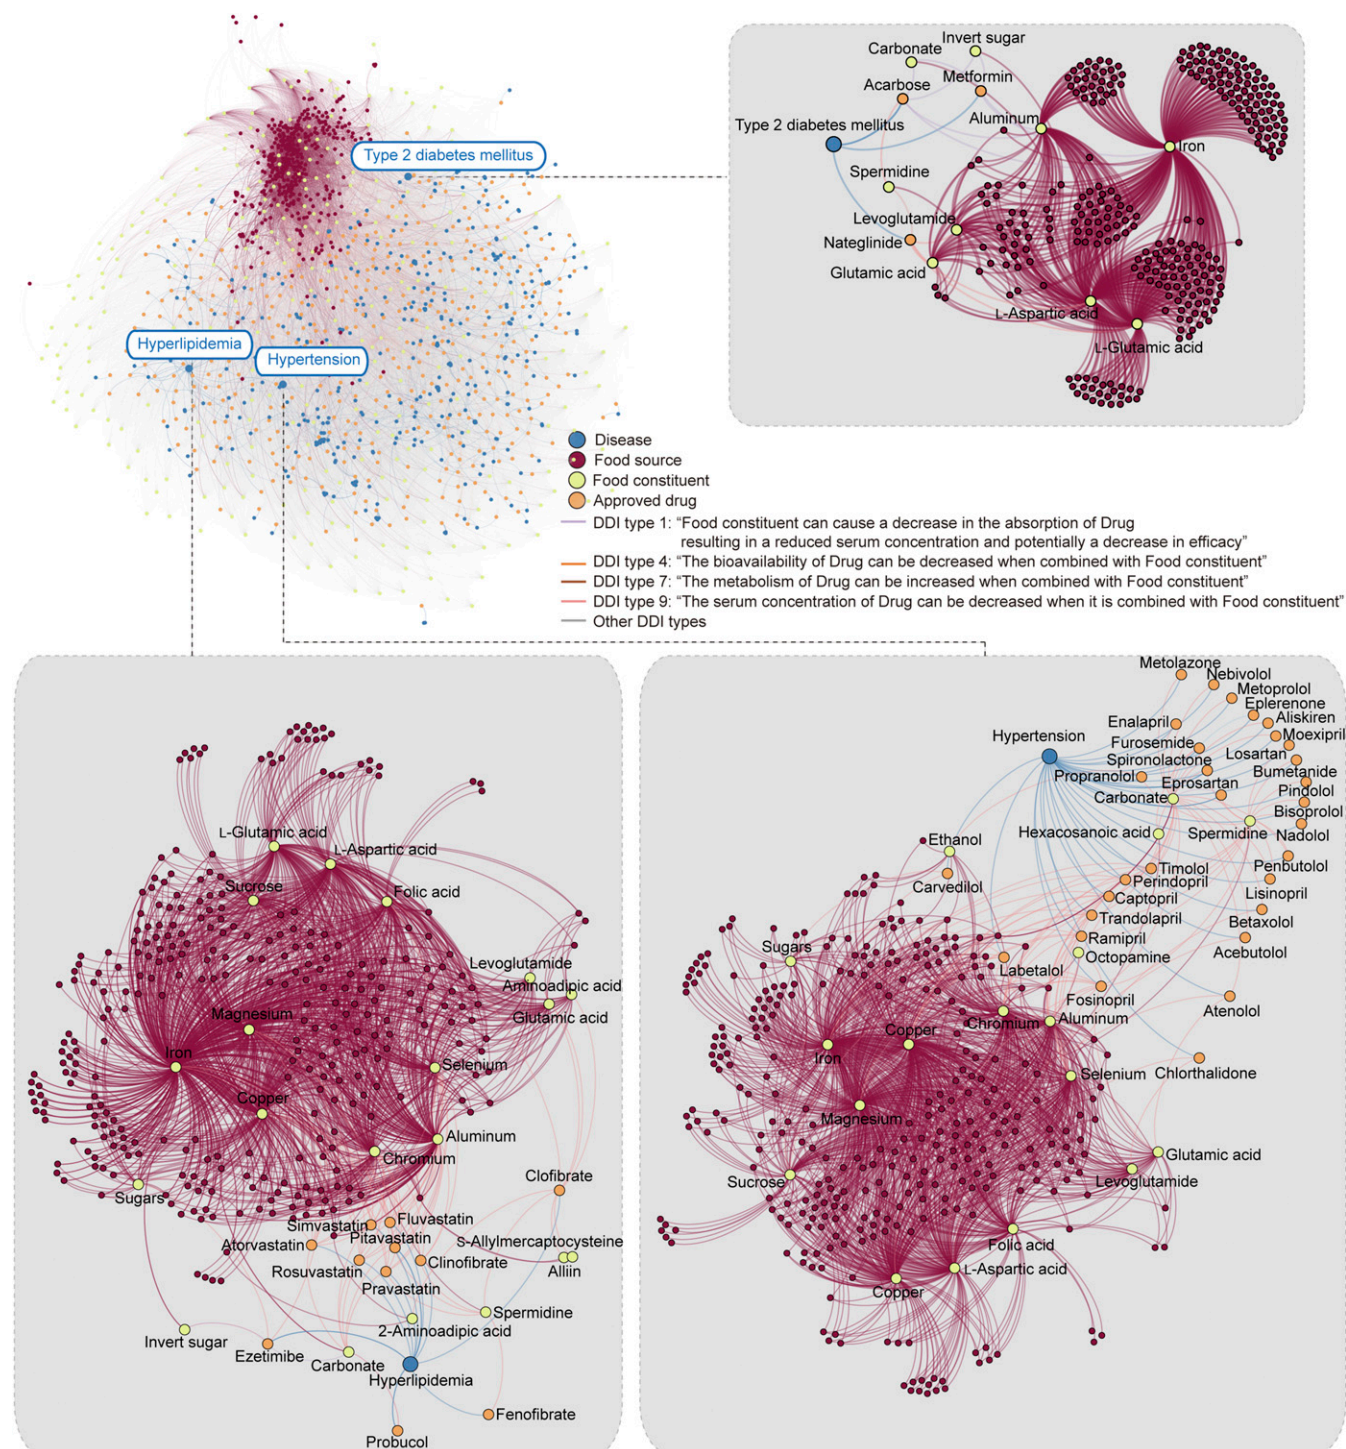 Type 2 diabetes mellitus
Hyperlipidemia
Hypertension
Invert sugar
Carbonate
Acarbose
Metformin
Type 2 diabetes mellitus
Aluminum
Iron
Spermidine
Levoglutamide
Nateglinide
Glutamic acid
L-Aspartic acid
L-Glutamic acid
Disease
Food source
Food constituent
Approved drug
DDI type 1: “Food constituent can cause a decrease in the absorption of Drug
resulting in a reduced serum concentration and potentially a decrease in efficacy”
DDI type 4: “The bioavailability of Drug can be decreased when combined with Food constituent”
DDI type 7: “The metabolism of Drug can be increased when combined with Food constituent”
DDI type 9: “The serum concentration of Drug can be decreased when it is combined with Food constituent”
Other DDI types
L-Glutamic acid
L-Aspartic acid
Sucrose
Folic acid
Levoglutamide
Aminoadipic acid
Glutamic acid
Magnesium
Iron
Selenium
Copper
Aluminum
Chromium
Sugars
Clofibrate
Simvastatin
Fluvastatin
Pitavastatin
Atorvastatin
S-Allylmercaptocysteine
Rosuvastatin
Clinofibrate
Alliin
Pravastatin
Spermidine
2-Aminoadipic acid
Invert sugar
Ezetimibe
Carbonate
Hyperlipidemia
Fenofibrate
Probucol
Metolazone
Nebivolol
Metoprolol
Eplerenone
Aliskiren
Enalapril
Moexipril
Hypertension
Furosemide
Losartan
Spironolactone
Bumetanide
Propranolol
Eprosartan
Pindolol
Carbonate
Bisoprolol
Hexacosanoic acid
Spermidine
Nadolol
Ethanol
Penbutolol
Timolol
Carvedilol
Perindopril
Lisinopril
Captopril
Trandolapril
Betaxolol
Ramipril
Acebutolol
Sugars
Octopamine
Labetalol
Fosinopril
Atenolol
Chromium
Aluminum
Copper
Iron
Selenium
Chlorthalidone
Magnesium
Glutamic acid
Levoglutamide
Sucrose
Folic acid
L-Aspartic acid
Copper